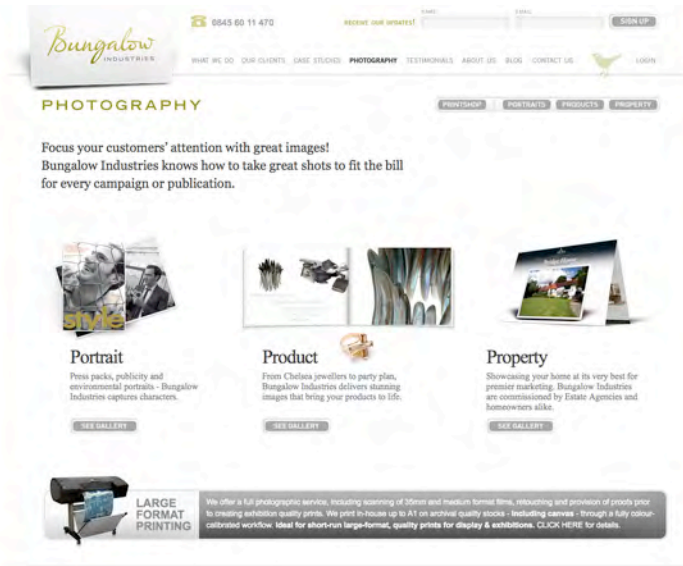 Bungalow
INDUSTRIES
0845 60 11 470
RECEIVE OUR UPDATES!
NAME:
EMAIL:
SIGN UP
WHAT WE DO OUR CLIENTS CASE STUDIES PHOTOGRAPHY TESTIMONIALS ABOUT US BLOG CONTACT US LOGIN
PHOTOGRAPHY
PRINTSHOP PORTRAITS PRODUCTS PROPERTY
Focus your customers' attention with great images!
Bungalow Industries knows how to take great shots to fit the bill
for every campaign or publication.
style
Portrait
Press packs, publicity and
environmental portraits - Bungalow
Industries captures characters.
SEE GALLERY
Product
From Chelsea jewellers to party plan,
Bungalow Industries delivers stunning
images that bring your products to life.
SEE GALLERY
Property
Showcasing your home at its very best for
premier marketing. Bungalow Industries
are commissioned by Estate Agencies and
homeowners alike.
SEE GALLERY
LARGE
FORMAT
PRINTING
We offer a full photographic service, including scanning of 35mm and medium format films, retouching and provision of proofs prior
to creating exhibition quality prints. We print in-house up to A1 on archival quality stocks - including canvas - through a fully colour-
calibrated workflow. Ideal for short-run large-format, quality prints for display & exhibitions. CLICK HERE for details.